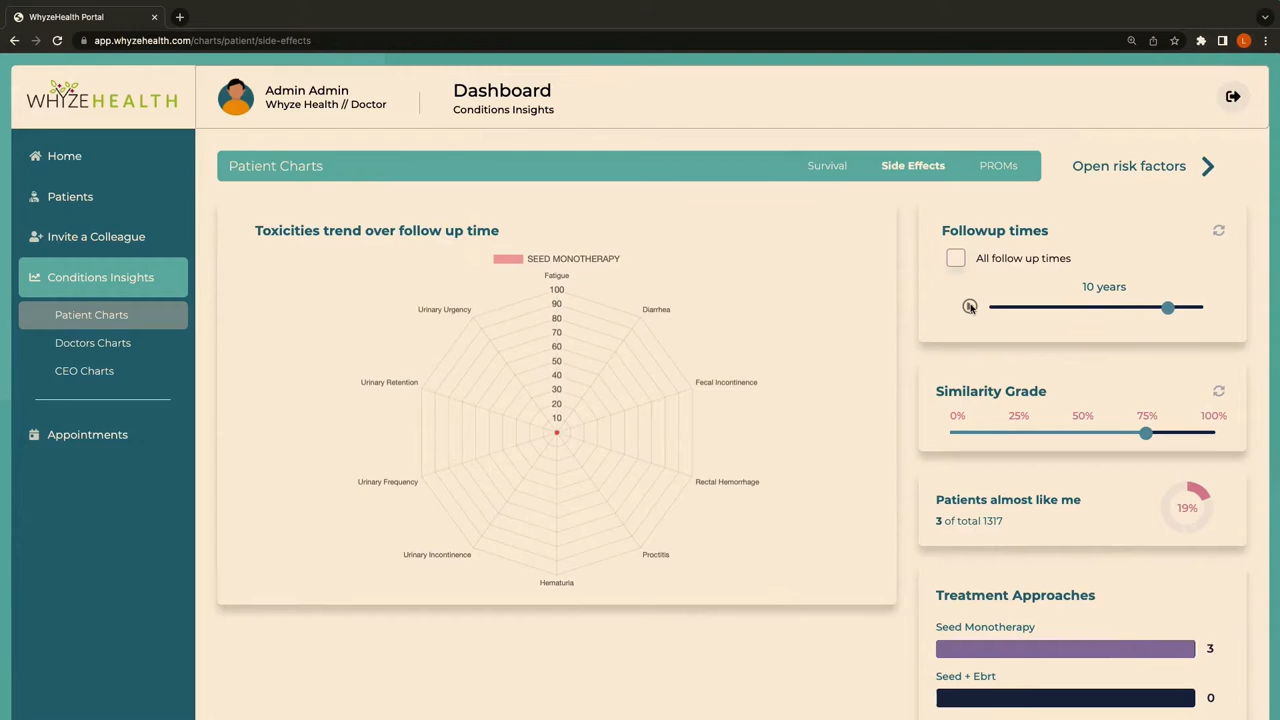 WhyzeHealth Portal
app.whyzehealth.com/charts/patient/side-effects
L
WHYZEHEALTH
Admin Admin
Whyze Health // Doctor
Dashboard
Conditions Insights
Home
Patients
Invite a Colleague
Conditions Insights
Patient Charts
Doctors Charts
CEO Charts
Appointments
Patient Charts
Survival
Side Effects
PROMs
Open risk factors
Toxicities trend over follow up time
SEED MONOTHERAPY
Fatigue
100
90
80
70
60
50
40
30
20
10
Diarrhea
Fecal Incontinence
Rectal Hemorrhage
Proctitis
Hematuria
Urinary Incontinence
Urinary Frequency
Urinary Retention
Urinary Urgency
Followup times
All follow up times
10 years
Similarity Grade
0% 25% 50% 75% 100%
Patients almost like me
3 of total 1317
19%
Treatment Approaches
Seed Monotherapy
3
Seed + Ebrt
0